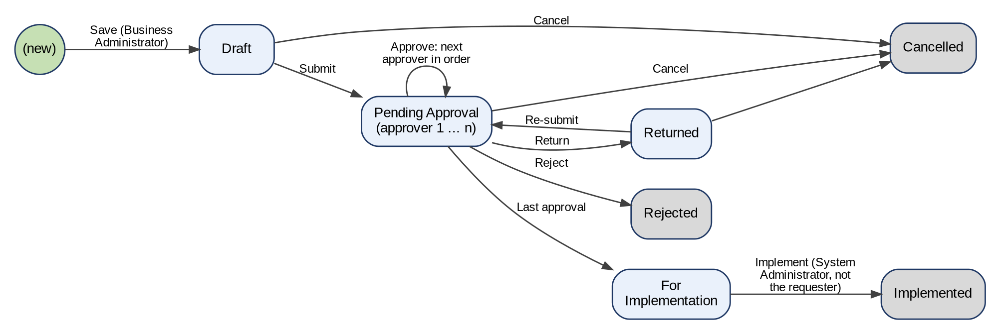 Cancel
Save (Business
Administrator)
(new)
Draft
Cancelled
Approve: next
approver in order
Submit
Cancel
Pending Approval
(approver 1 ... n)
Re-submit
Return
Returned
Reject
Last approval
Rejected
For
Implementation
Implement (System
Administrator, not
the requester)
Implemented